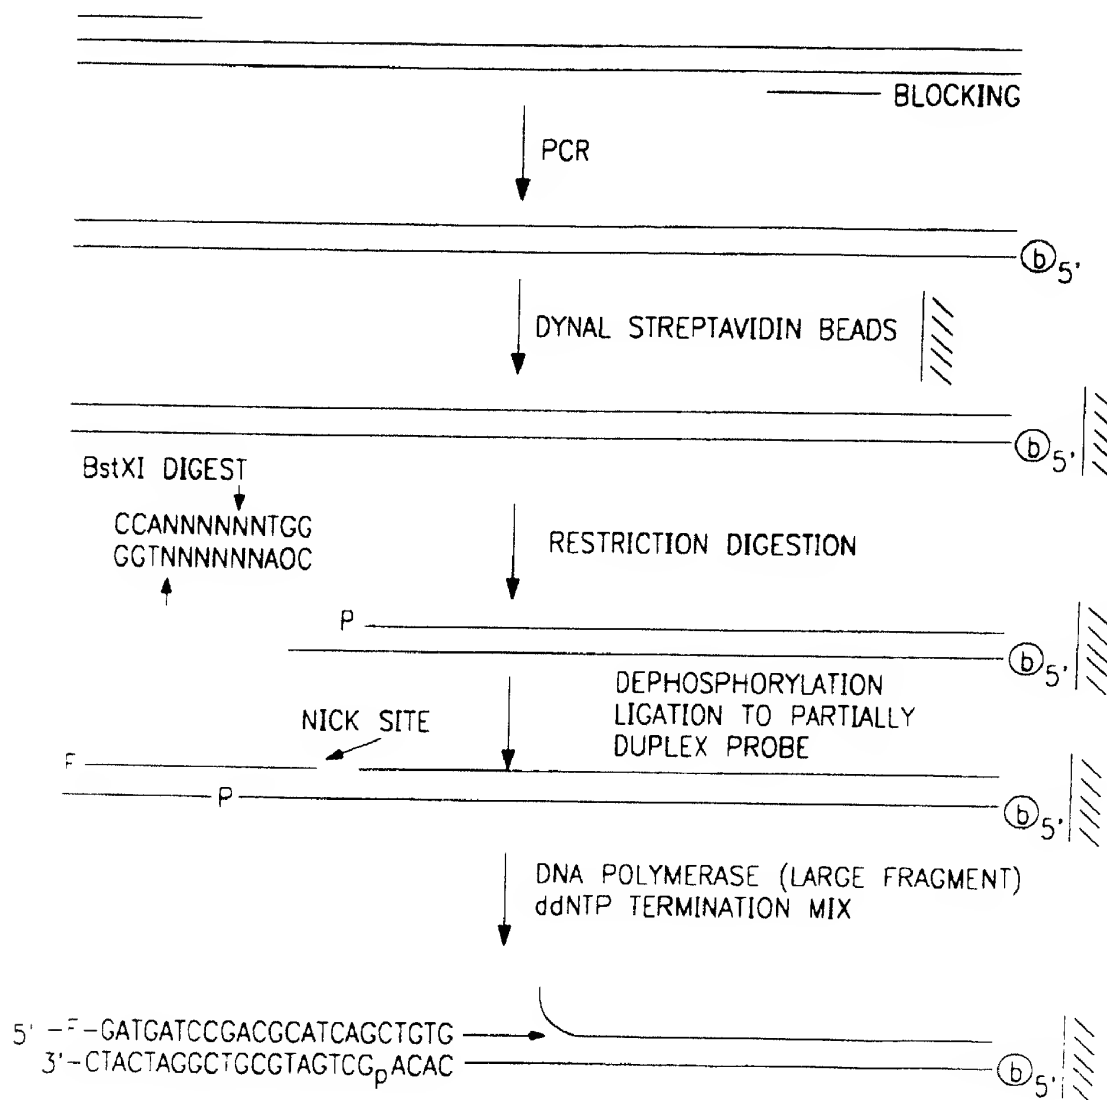 BLOCKING
PCR
b 5'
DYNAL STREPTAVIDIN BEADS
b 5'
BstXI DIGEST
CCANNNNNNTGG
GGTNNNNNNAOC
RESTRICTION DIGESTION
P
b 5'
DEPHOSPHORYLATION
LIGATION TO PARTIALLY
DUPLEX PROBE
NICK SITE
F
P
b 5'
DNA POLYMERASE (LARGE FRAGMENT)
ddNTP TERMINATION MIX
5' -F-GATGATCCGACGCATCAGCTGTG
3'-CTACTAGGCTGCGTAGTCGpACAC
b 5'